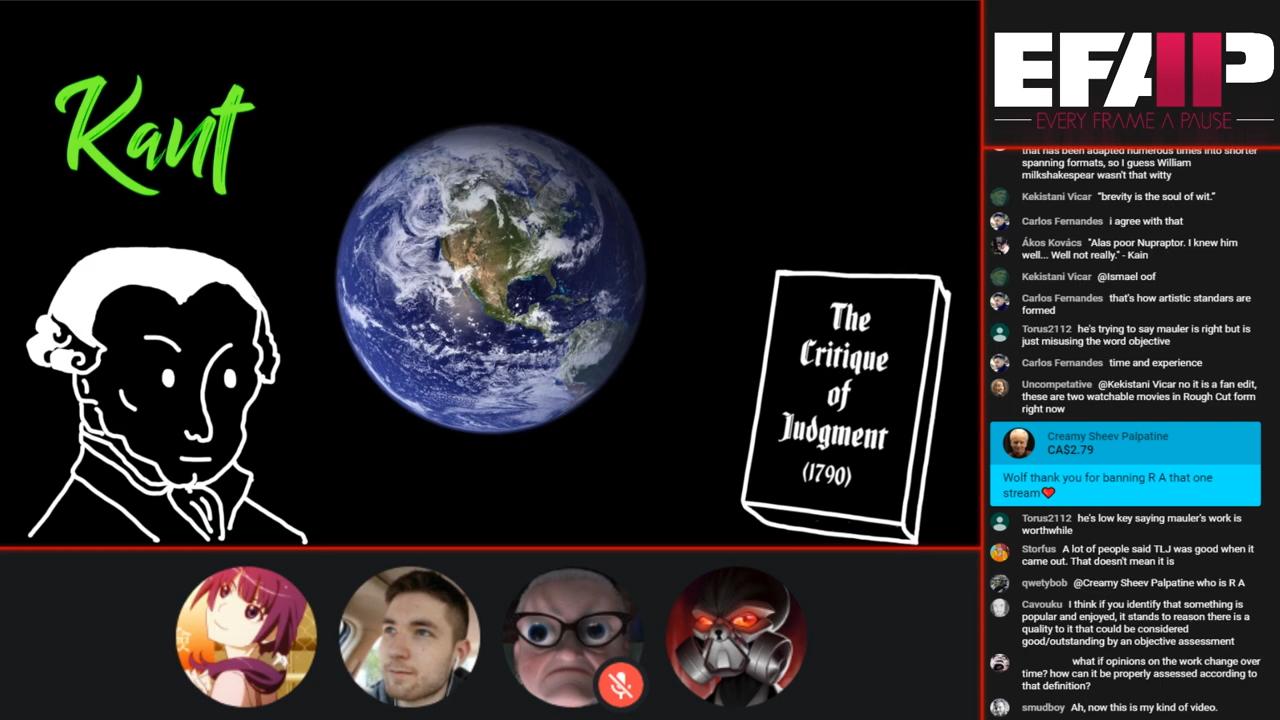 Kant
The
Critique
of
Judgment
(1790)
EFAP
EVERY FRAME A PAUSE
that has been adapted numerous times into shorter
spanning formats, so I guess William
milkshakespear wasn't that witty
Kekistani Vicar “brevity is the soul of wit.”
Carlos Fernandes i agree with that
Ákos Kovács "Alas poor Nupraptor. I knew him
well... Well not really." - Kain
Kekistani Vicar @Ismael oof
Carlos Fernandes that's how artistic standars are
formed
Torus2112 he's trying to say mauler is right but is
just misusing the word objective
Carlos Fernandes time and experience
Uncompetative @Kekistani Vicar no it is a fan edit,
these are two watchable movies in Rough Cut form
right now
Creamy Sheev Palpatine
CA$2.79
Wolf thank you for banning R A that one
stream❤️
Torus2112 he's low key saying mauler's work is
worthwhile
Storfus A lot of people said TLJ was good when it
came out. That doesn't mean it is
qwetybob @Creamy Sheev Palpatine who is R A
Cavouku I think if you identify that something is
popular and enjoyed, it stands to reason there is a
quality to it that could be considered
good/outstanding by an objective assessment
what if opinions on the work change over
time? how can it be properly assessed according to
that definition?
smudboy Ah, now this is my kind of video.